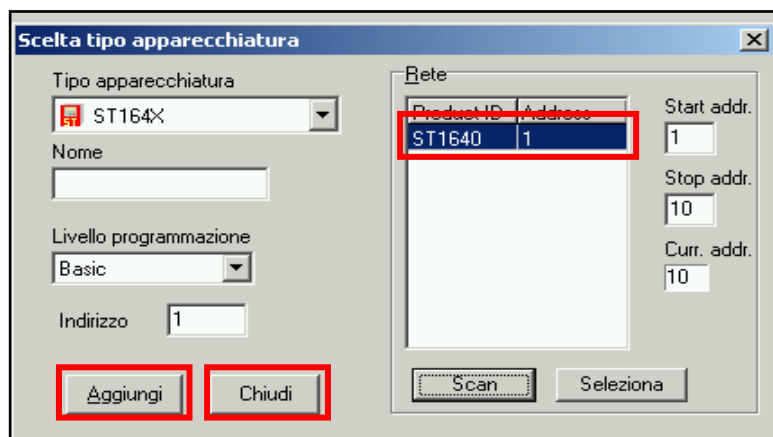 Scelta tipo apparecchiatura
Tipo apparecchiatura
ST164X
Nome
Livello programmazione
Basic
Indirizzo 1
Aggiungi Chiudi
Rete
Product ID Address
ST1640 1
Start addr.
1
Stop addr.
10
Curr. addr.
10
Scan Seleziona